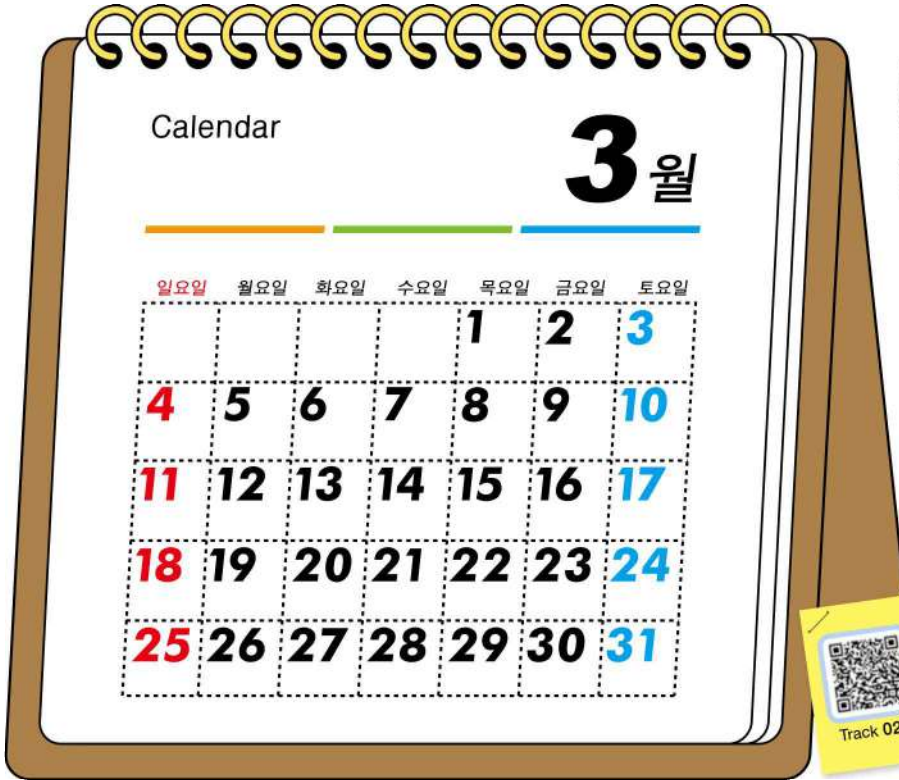 Calendar
3월
일요일 월요일 화요일 수요일 목요일 금요일 토요일
1 2 3
4 5 6 7 8 9 10
11 12 13 14 15 16 17
18 19 20 21 22 23 24
25 26 27 28 29 30 31
Track 02